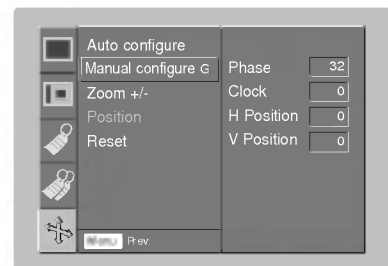 Auto configure
Manual configure G
Zoom +/-
Position
Reset
Menu Prev
Phase 32
Clock 0
H Position 0
V Position 0